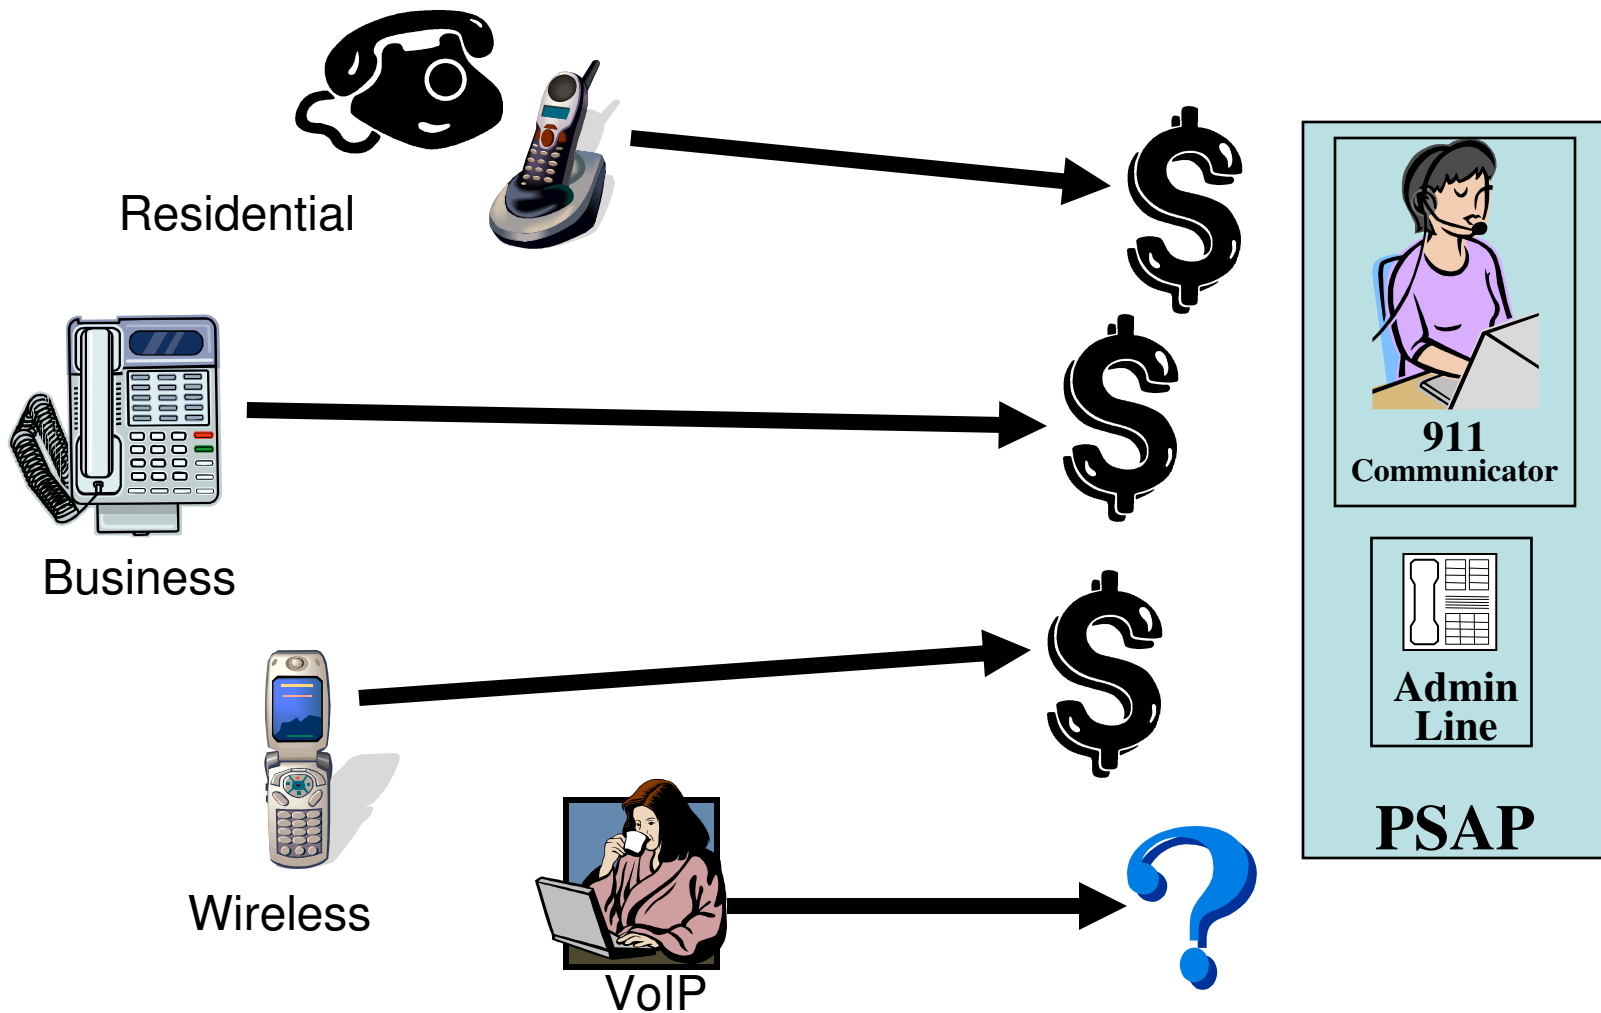 Residential
Business
Wireless
VoIP
911
Communicator
Admin
Line
PSAP